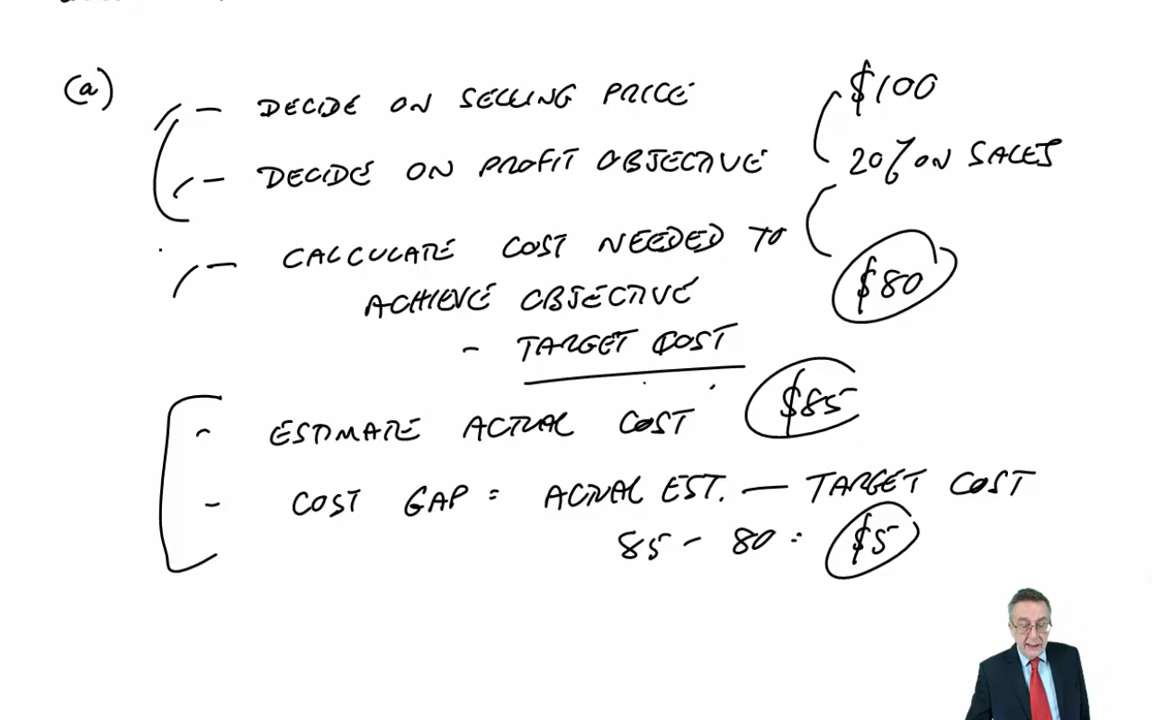 (a) - DECIDE ON SELLING PRICE $100
- DECIDE ON PROFIT OBJECTIVE 20% ON SALES
- CALCULATE COST NEEDED TO
ACHIEVE OBJECTIVE $80
- TARGET COST
- ESTIMATE ACTUAL COST $85
- COST GAP = ACTUAL EST. - TARGET COST
85 - 80 = $5